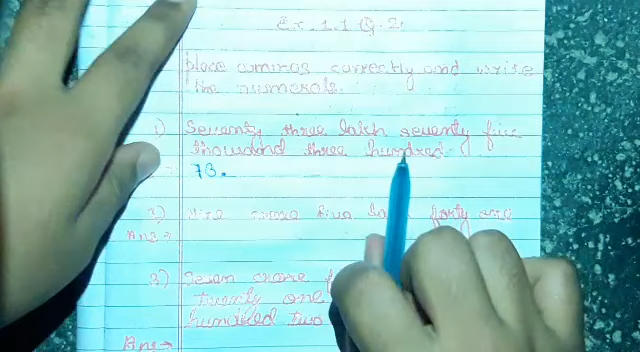 Ex. 1.1 Q.2
place commas correctly and write
the numerals.
1) Seventy three lakh seventy five
thousand three hundred
73.
2) Nine crore five lakh forty one
Ans →
3) Seven crore
twenty one
hundred two
Ans →